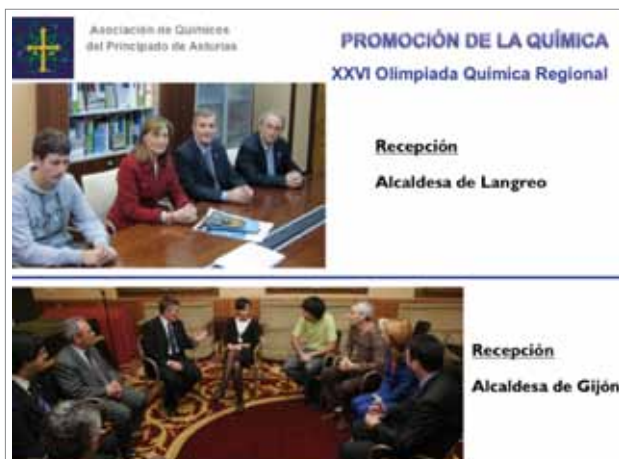 Asociación de Químicos
del Principado de Asturias
PROMOCIÓN DE LA QUÍMICA
XXVI Olimpiada Química Regional
Recepción
Alcaldesa de Langreo
Recepción
Alcaldesa de Gijón